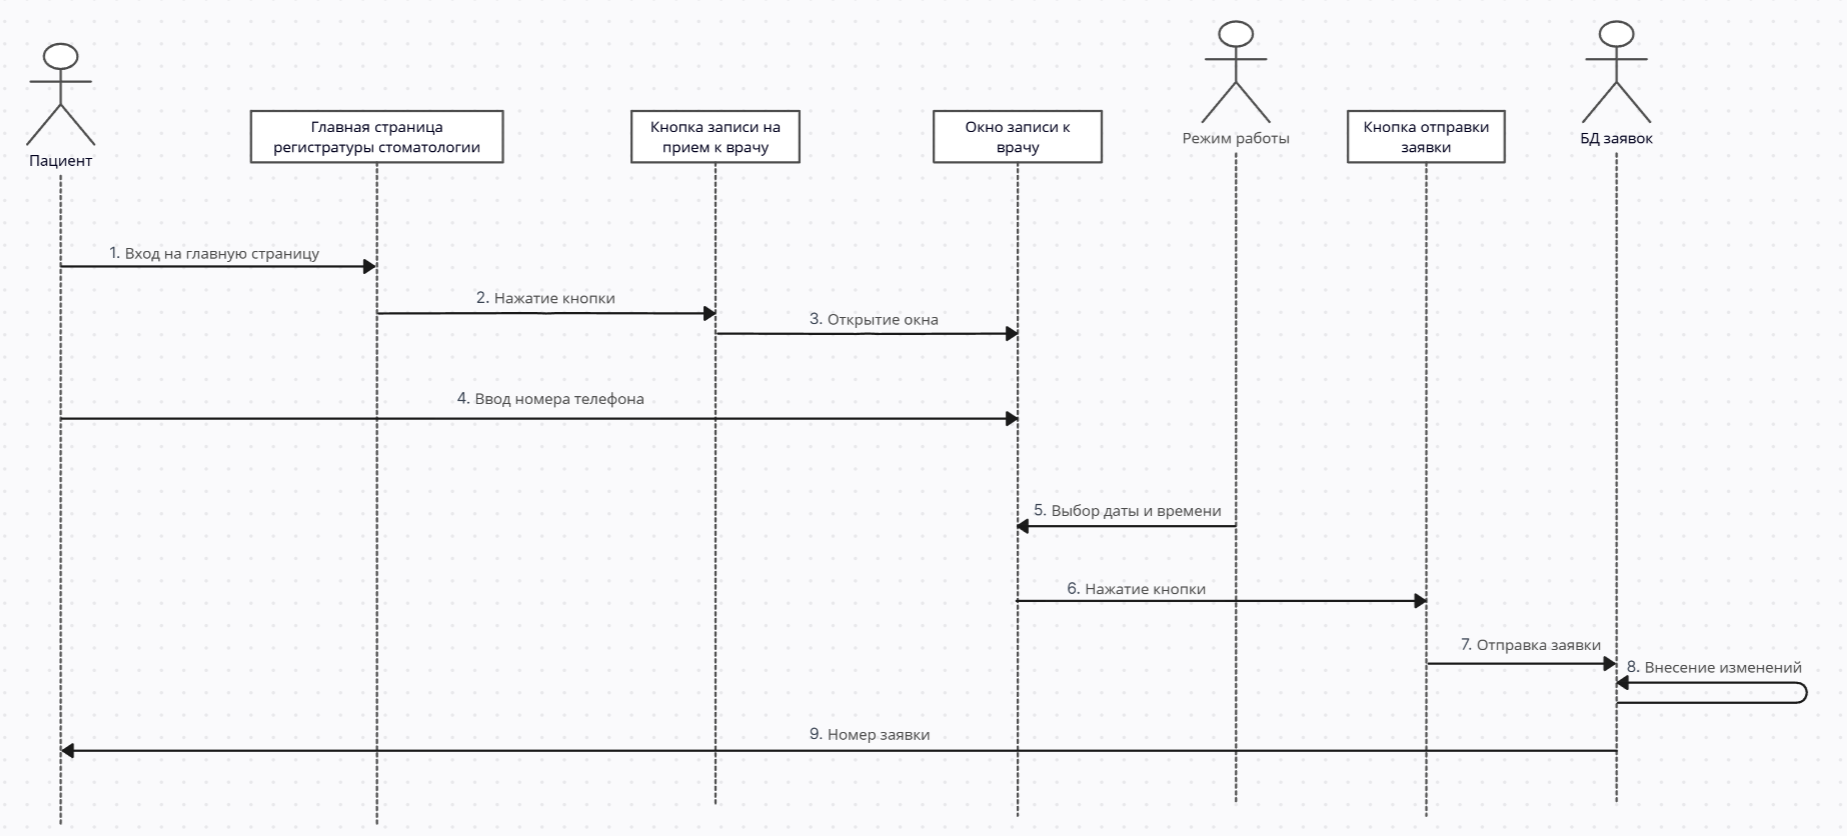 Пациент
Главная страница
регистратуры стоматологии
Кнопка записи на
прием к врачу
Окно записи к
врачу
Режим работы
Кнопка отправки
заявки
БД заявок
1. Вход на главную страницу
2. Нажатие кнопки
3. Открытие окна
4. Ввод номера телефона
5. Выбор даты и времени
6. Нажатие кнопки
7. Отправка заявки
8. Внесение изменений
9. Номер заявки